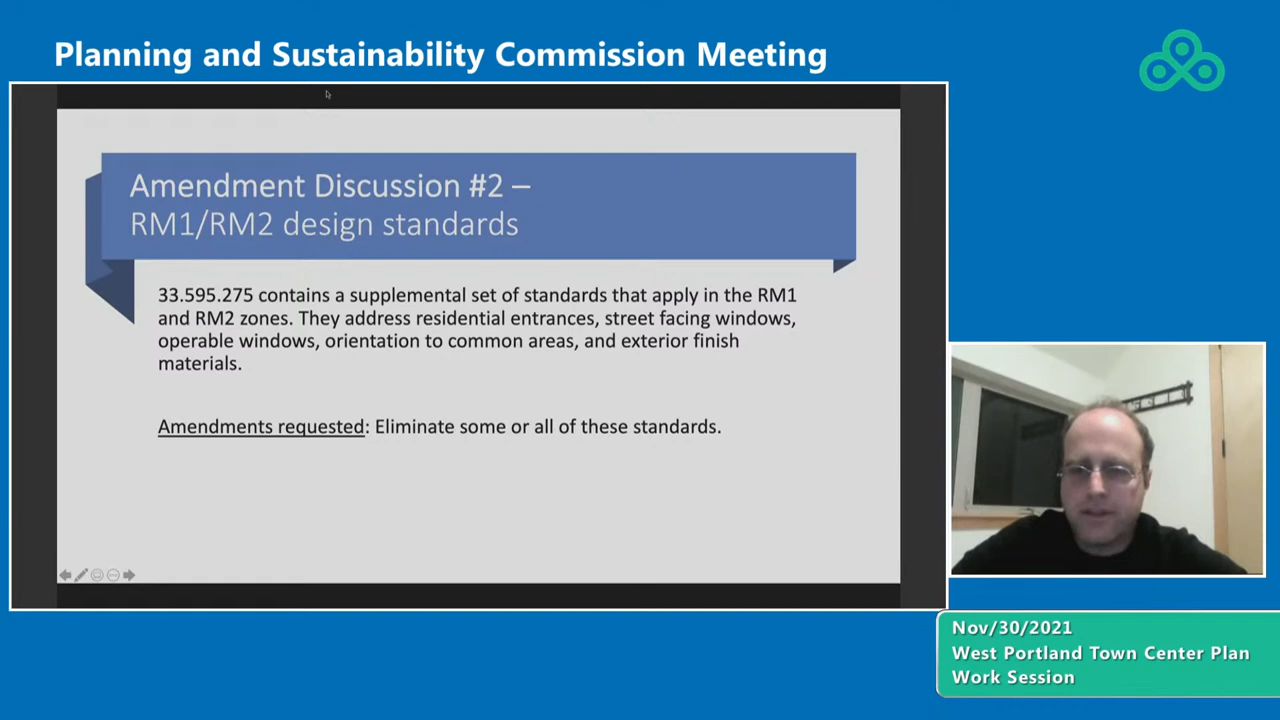 Planning and Sustainability Commission Meeting
Amendment Discussion #2 –
RM1/RM2 design standards
33.595.275 contains a supplemental set of standards that apply in the RM1
and RM2 zones. They address residential entrances, street facing windows,
operable windows, orientation to common areas, and exterior finish
materials.
Amendments requested: Eliminate some or all of these standards.
Nov/30/2021
West Portland Town Center Plan
Work Session